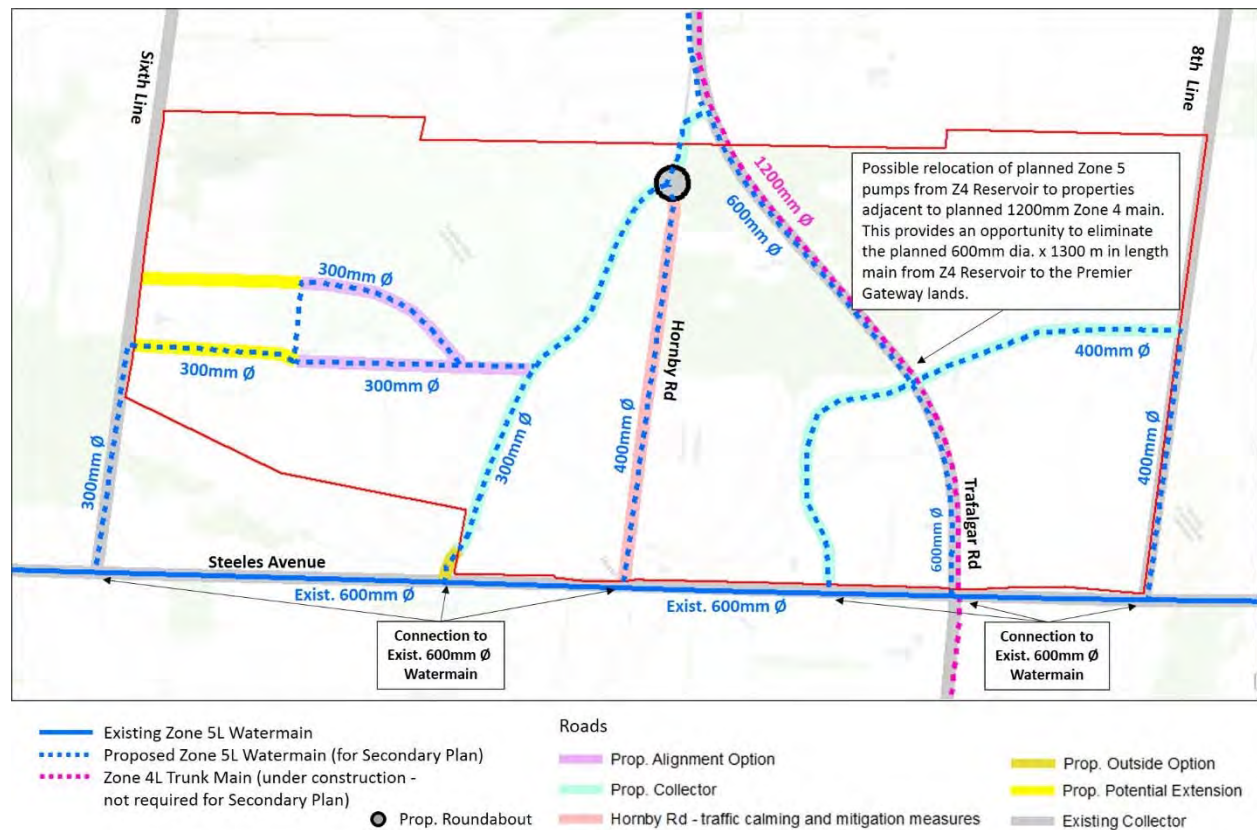 Sixth Line
8th Line
1200mm Ø
600mm Ø
Possible relocation of planned Zone 5
pumps from Z4 Reservoir to properties
adjacent to planned 1200mm Zone 4 main.
This provides an opportunity to eliminate
the planned 600mm dia. x 1300 m in length
main from Z4 Reservoir to the Premier
Gateway lands.
300mm Ø
Hornby Rd
400mm Ø
300mm Ø
300mm Ø
300mm Ø
400mm Ø
400mm Ø
300mm Ø
Trafalgar Rd
600mm Ø
Steeles Avenue
Exist. 600mm Ø
Exist. 600mm Ø
Connection to
Exist. 600mm Ø
Watermain
Connection to
Exist. 600mm Ø
Watermain
Existing Zone 5L Watermain
Proposed Zone 5L Watermain (for Secondary Plan)
Zone 4L Trunk Main (under construction -
not required for Secondary Plan)
Prop. Roundabout
Roads
Prop. Alignment Option
Prop. Collector
Hornby Rd - traffic calming and mitigation measures
Prop. Outside Option
Prop. Potential Extension
Existing Collector